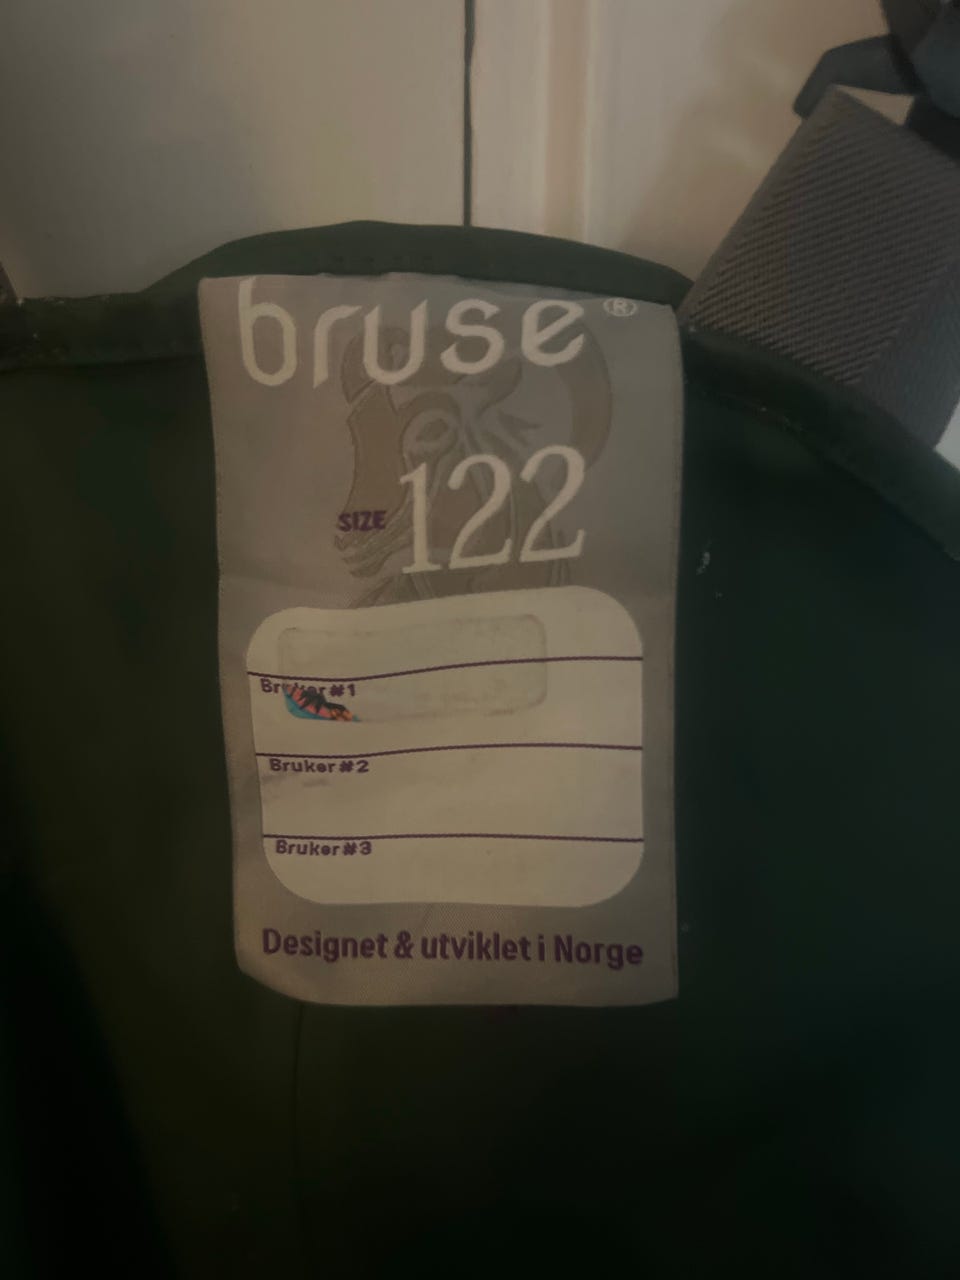 bruse®
SIZE 122
Bruker #1
Bruker #2
Bruker #3
Designet & utviklet i Norge